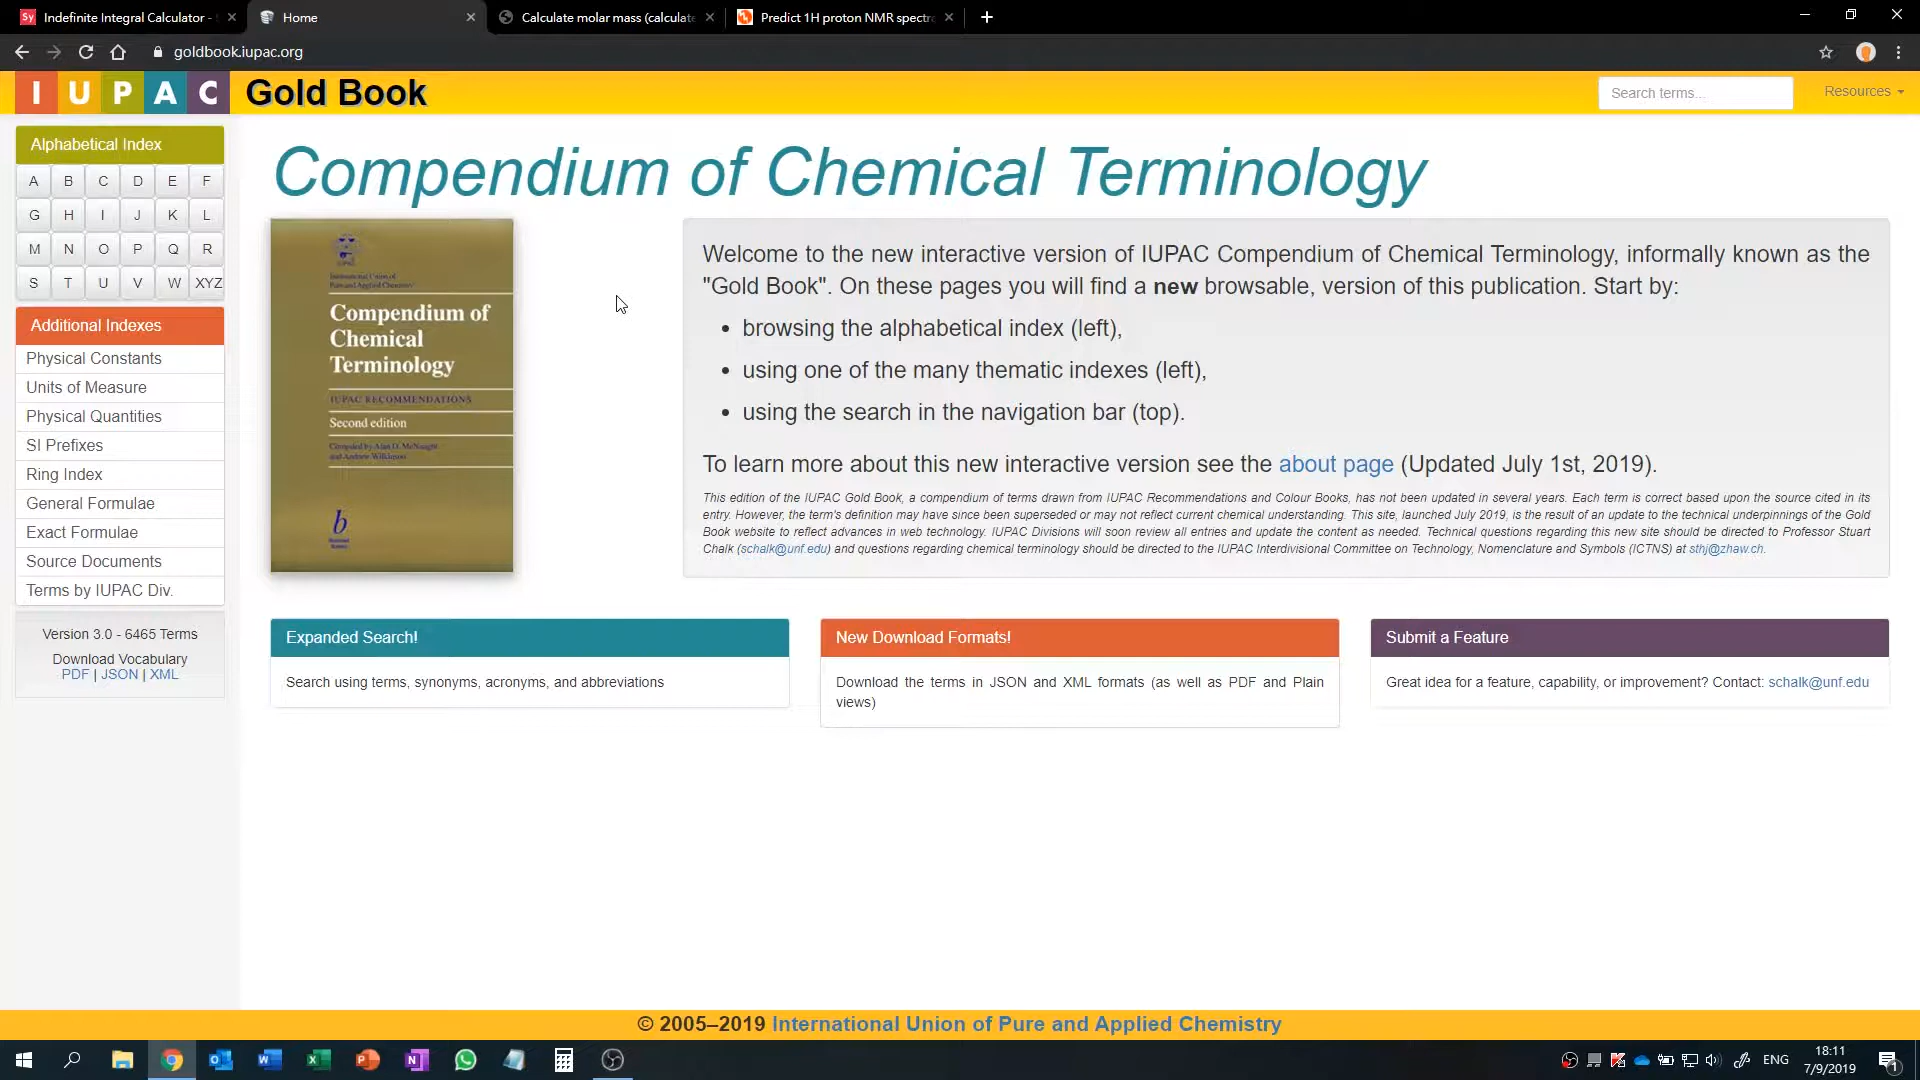 Indefinite Integral Calculator -
Home
Calculate molar mass (calculate
Predict 1H proton NMR spectra
goldbook.iupac.org
I U P A C Gold Book
Search terms...
Resources
Alphabetical Index
A B C D E F
G H I J K L
M N O P Q R
S T U V W XYZ
Additional Indexes
Physical Constants
Units of Measure
Physical Quantities
SI Prefixes
Ring Index
General Formulae
Exact Formulae
Source Documents
Terms by IUPAC Div.
Version 3.0 - 6465 Terms
Download Vocabulary
PDF | JSON | XML
Compendium of Chemical Terminology
International Union of
Pure and Applied Chemistry
Compendium of
Chemical
Terminology
IUPAC RECOMMENDATIONS
Second edition
Compiled by Alan D. McNaught
and Andrew Wilkinson
b
Welcome to the new interactive version of IUPAC Compendium of Chemical Terminology, informally known as the
"Gold Book". On these pages you will find a new browsable, version of this publication. Start by:
• browsing the alphabetical index (left),
• using one of the many thematic indexes (left),
• using the search in the navigation bar (top).
To learn more about this new interactive version see the about page (Updated July 1st, 2019).
This edition of the IUPAC Gold Book, a compendium of terms drawn from IUPAC Recommendations and Colour Books, has not been updated in several years. Each term is correct based upon the source cited in its
entry. However, the term's definition may have since been superseded or may not reflect current chemical understanding. This site, launched July 2019, is the result of an update to the technical underpinnings of the Gold
Book website to reflect advances in web technology. IUPAC Divisions will soon review all entries and update the content as needed. Technical questions regarding this new site should be directed to Professor Stuart
Chalk (schalk@unf.edu) and questions regarding chemical terminology should be directed to the IUPAC Interdivisional Committee on Technology, Nomenclature and Symbols (ICTNS) at sthj@zhaw.ch.
Expanded Search!
Search using terms, synonyms, acronyms, and abbreviations
New Download Formats!
Download the terms in JSON and XML formats (as well as PDF and Plain
views)
Submit a Feature
Great idea for a feature, capability, or improvement? Contact: schalk@unf.edu
© 2005–2019 International Union of Pure and Applied Chemistry
ENG
18:11
7/9/2019